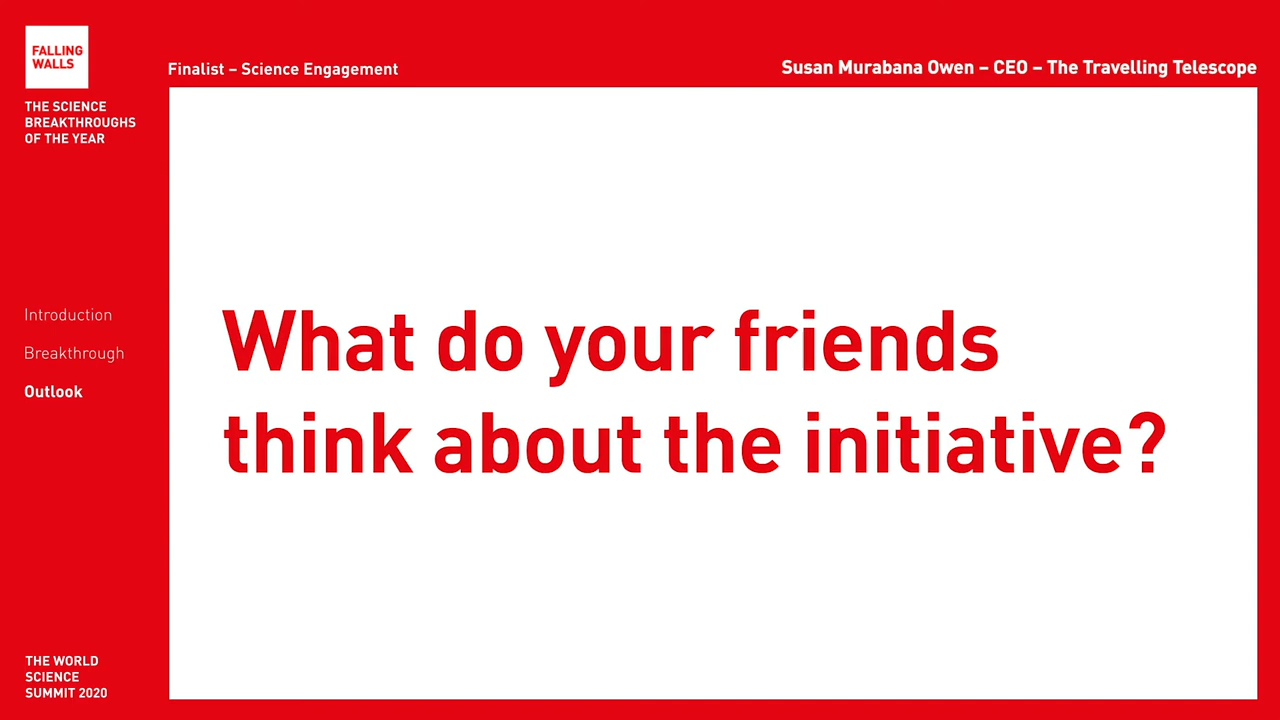 FALLING
WALLS
THE SCIENCE
BREAKTHROUGHS
OF THE YEAR
Finalist – Science Engagement
Susan Murabana Owen – CEO – The Travelling Telescope
Introduction
Breakthrough
Outlook
What do your friends
think about the initiative?
THE WORLD
SCIENCE
SUMMIT 2020